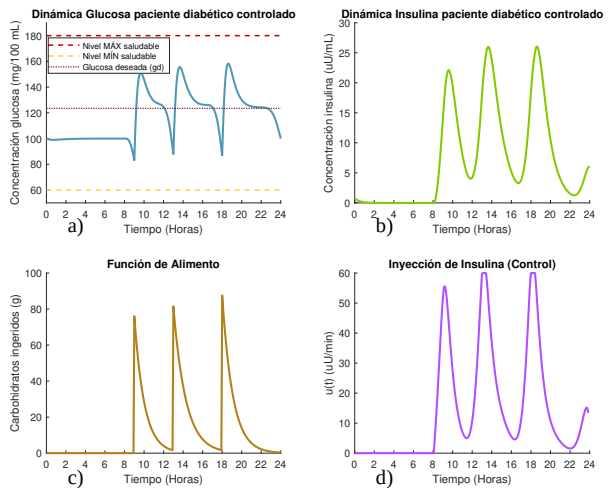 Dinámica Glucosa paciente diabético controlado
Concentración glucosa (mg/100 mL)
180
160
140
120
100
80
60
Nivel MÁX saludable
Nivel MÍN saludable
Glucosa deseada (gd)
0 2 4 6 8 10 12 14 16 18 20 22 24
Tiempo (Horas)
a)
Dinámica Insulina paciente diabético controlado
Concentración insulina (uU/mL)
30
25
20
15
10
5
0
0 2 4 6 8 10 12 14 16 18 20 22 24
Tiempo (Horas)
b)
Función de Alimento
Carbohidratos ingeridos (g)
100
80
60
40
20
0
0 2 4 6 8 10 12 14 16 18 20 22 24
Tiempo (Horas)
c)
Inyección de Insulina (Control)
u(t) (uU/min)
60
50
40
30
20
10
0
0 2 4 6 8 10 12 14 16 18 20 22 24
Tiempo (Horas)
d)